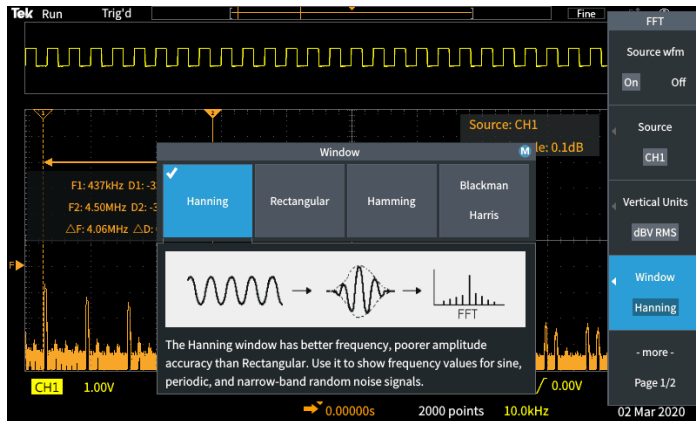 Tek Run Trig'd Fine
FFT
Source wfm
On Off
Source
CH1
Vertical Units
dBV RMS
Window
Hanning
- more -
Page 1/2
Source: CH1
le: 0.1dB
F1: 437kHz D1: -3
F2: 4.50MHz D2: -3
△F: 4.06MHz △D:
F
Window M
Hanning
Rectangular
Hamming
Blackman
Harris
FFT
The Hanning window has better frequency, poorer amplitude
accuracy than Rectangular. Use it to show frequency values for sine,
periodic, and narrow-band random noise signals.
CH1 1.00V
0.00V
0.00000s 2000 points 10.0kHz 02 Mar 2020